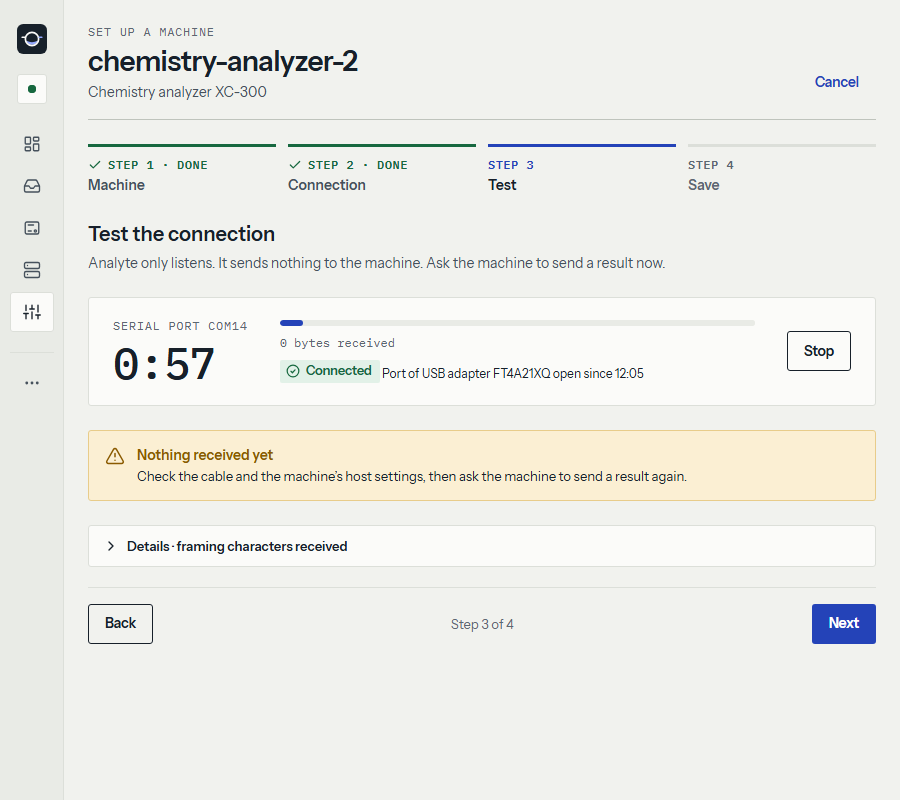 SET UP A MACHINE
chemistry-analyzer-2
Chemistry analyzer XC-300
Cancel
STEP 1 · DONE
Machine
STEP 2 · DONE
Connection
STEP 3
Test
STEP 4
Save
Test the connection
Analyte only listens. It sends nothing to the machine. Ask the machine to send a result now.
SERIAL PORT COM14
0:57
0 bytes received
Connected Port of USB adapter FT4A21XQ open since 12:05
Stop
Nothing received yet
Check the cable and the machine's host settings, then ask the machine to send a result again.
Details · framing characters received
Back
Step 3 of 4
Next